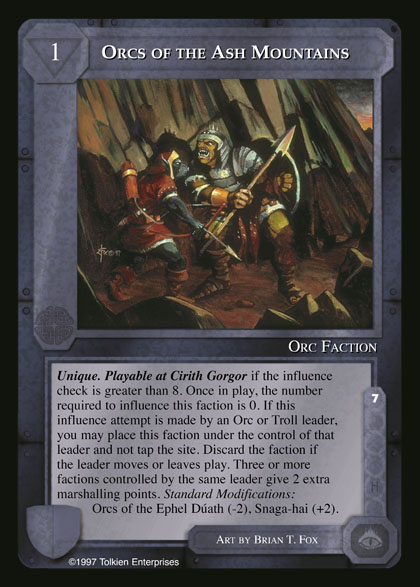 1
ORCS OF THE ASH MOUNTAINS
ORC FACTION
Unique. Playable at Cirith Gorgor if the influence
check is greater than 8. Once in play, the number
required to influence this faction is 0. If this
influence attempt is made by an Orc or Troll leader,
you may place this faction under the control of that
leader and not tap the site. Discard the faction if
the leader moves or leaves play. Three or more
factions controlled by the same leader give 2 extra
marshalling points. Standard Modifications:
Orcs of the Ephel Dúath (-2), Snaga-hai (+2).
7
H
ART BY BRIAN T. FOX
©1997 Tolkien Enterprises